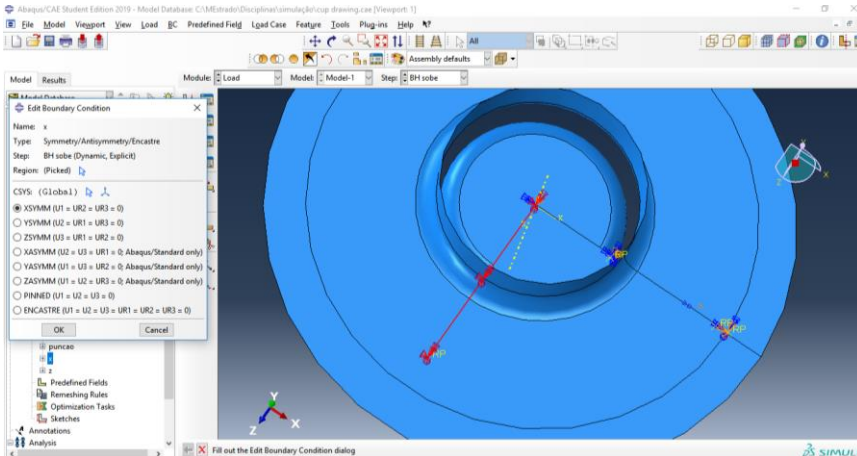 Abaqus/CAE Student Edition 2019 - Model Database: C:\MEstrado\Disciplinas\simulação\cup drawing.cae [Viewport: 1]
File Model Viewport View Load BC Predefined Field Load Case Feature Tools Plug-ins Help
All
Assembly defaults
Model Results Module: Load Model: Model-1 Step: BH sobe
Model Database
Edit Boundary Condition
Name: x
Type: Symmetry/Antisymmetry/Encastre
Step: BH sobe (Dynamic, Explicit)
Region: (Picked)
CSYS: (Global)
XSYMM (U1 = UR2 = UR3 = 0)
YSYMM (U2 = UR1 = UR3 = 0)
ZSYMM (U3 = UR1 = UR2 = 0)
XASYMM (U2 = U3 = UR1 = 0; Abaqus/Standard only)
YASYMM (U1 = U3 = UR2 = 0; Abaqus/Standard only)
ZASYMM (U1 = U2 = UR3 = 0; Abaqus/Standard only)
PINNED (U1 = U2 = U3 = 0)
ENCASTRE (U1 = U2 = U3 = UR1 = UR2 = UR3 = 0)
OK Cancel
puncao
x
z
Predefined Fields
Remeshing Rules
Optimization Tasks
Sketches
Annotations
Analysis
RP
RP
RP
Y
Z X
Fill out the Edit Boundary Condition dialog
SIMUL